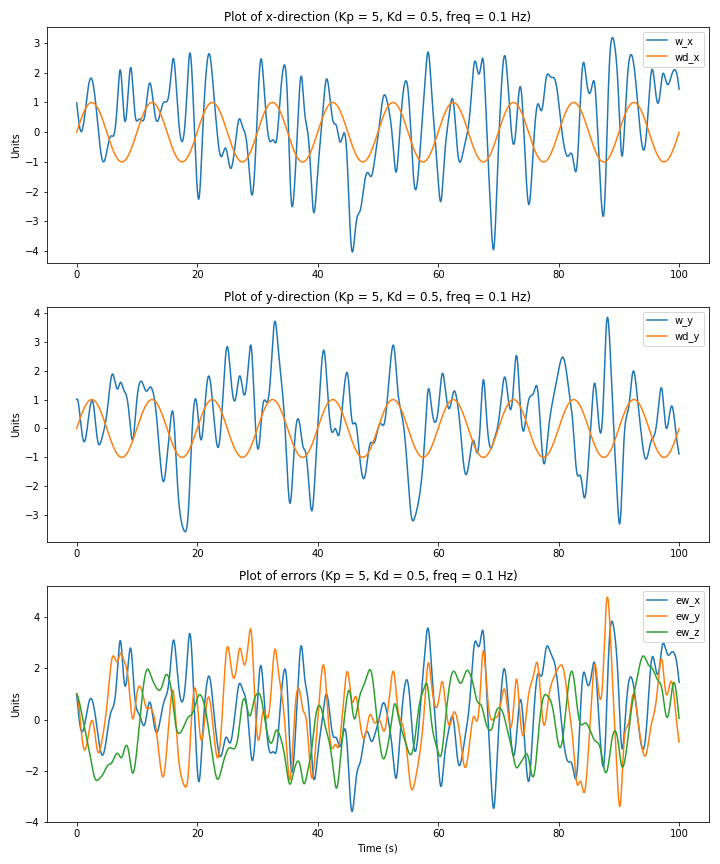 Plot of x-direction (Kp = 5, Kd = 0.5, freq = 0.1 Hz)
3
2
1
0
−1
−2
−3
−4
Units
w_x
wd_x
0 20 40 60 80 100
Plot of y-direction (Kp = 5, Kd = 0.5, freq = 0.1 Hz)
4
3
2
1
0
−1
−2
−3
Units
w_y
wd_y
0 20 40 60 80 100
Plot of errors (Kp = 5, Kd = 0.5, freq = 0.1 Hz)
4
2
0
−2
−4
Units
ew_x
ew_y
ew_z
0 20 40 60 80 100
Time (s)